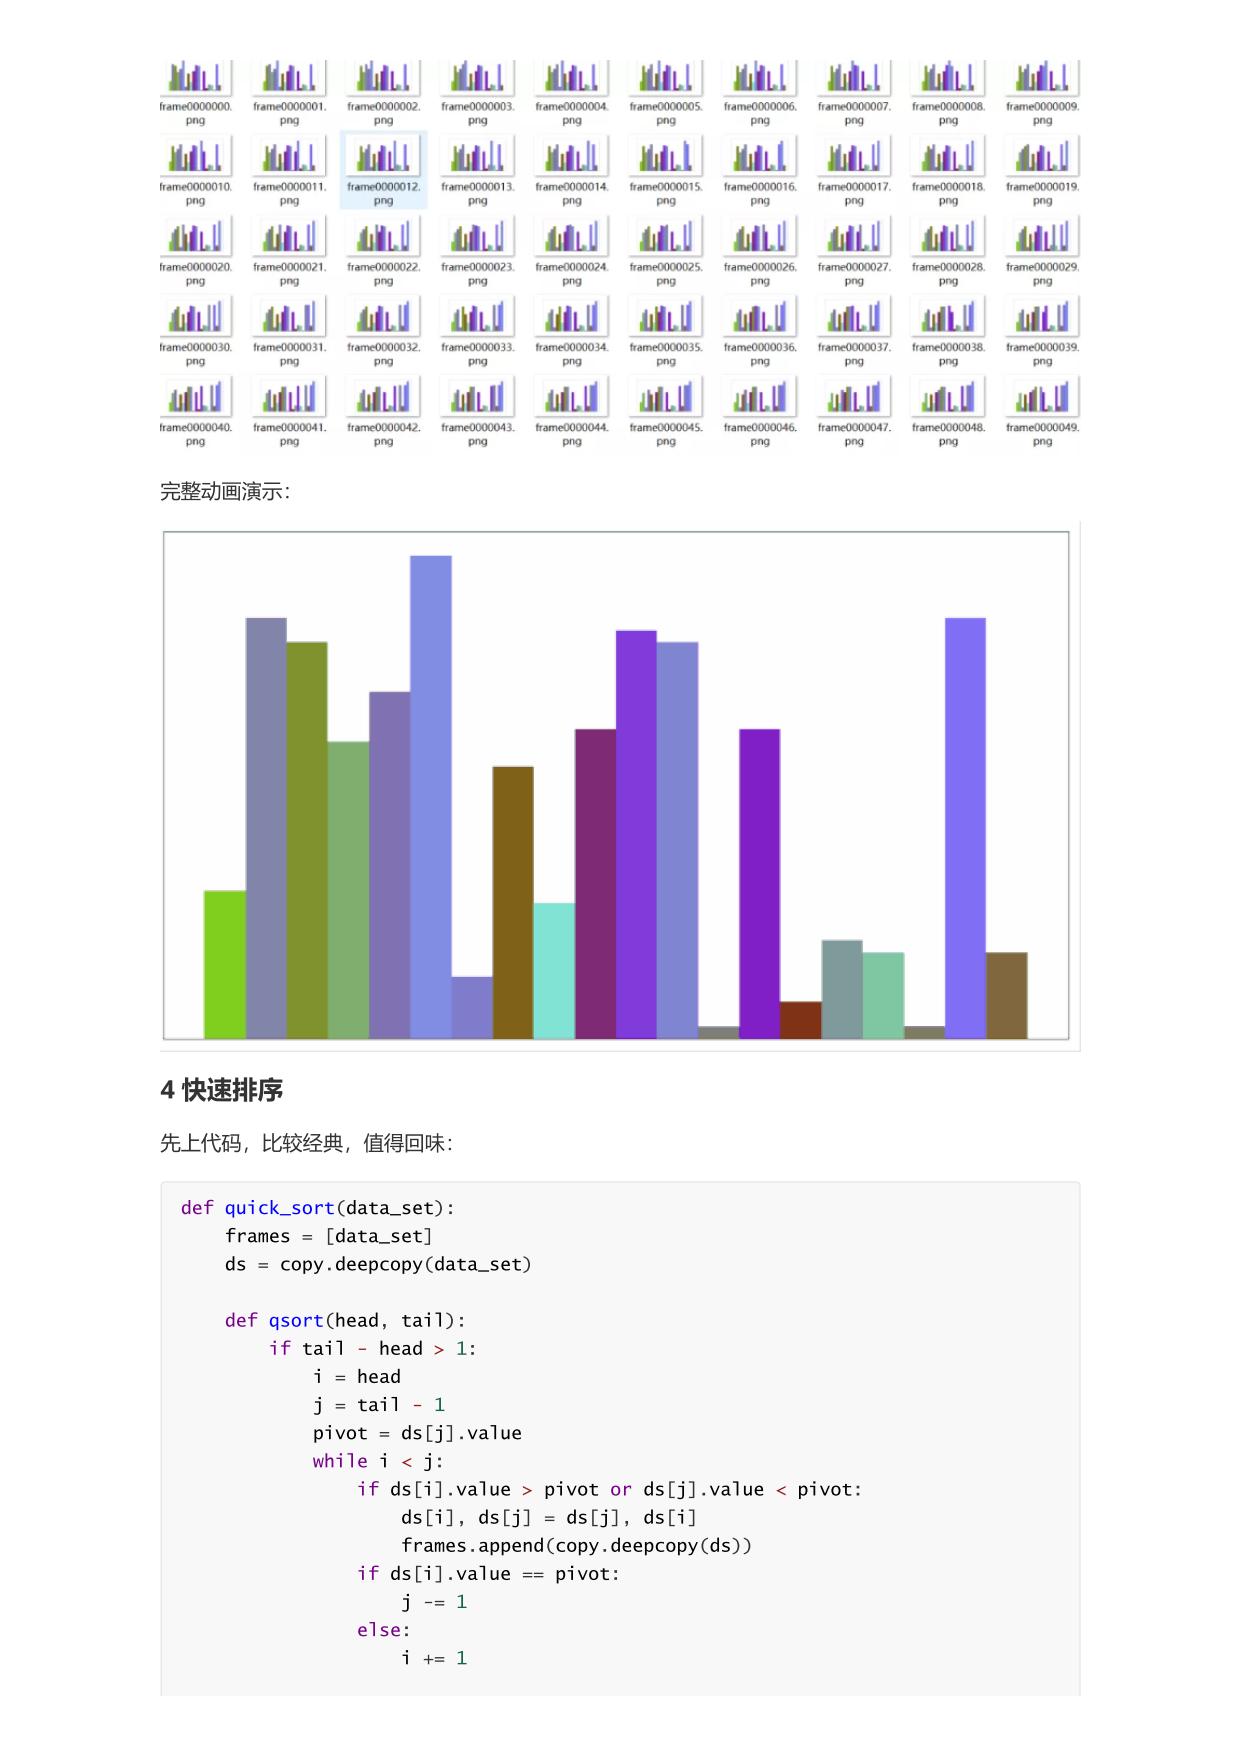 frame0000000. frame0000001. frame0000002. frame0000003. frame0000004. frame0000005. frame0000006. frame0000007. frame0000008. frame0000009.
png png png png png png png png png png
frame0000010. frame0000011. frame0000012. frame0000013. frame0000014. frame0000015. frame0000016. frame0000017. frame0000018. frame0000019.
png png png png png png png png png png
frame0000020. frame0000021. frame0000022. frame0000023. frame0000024. frame0000025. frame0000026. frame0000027. frame0000028. frame0000029.
png png png png png png png png png png
frame0000030. frame0000031. frame0000032. frame0000033. frame0000034. frame0000035. frame0000036. frame0000037. frame0000038. frame0000039.
png png png png png png png png png png
frame0000040. frame0000041. frame0000042. frame0000043. frame0000044. frame0000045. frame0000046. frame0000047. frame0000048. frame0000049.
png png png png png png png png png png
完整动画演示：
4 快速排序
先上代码，比较经典，值得回味：
def quick_sort(data_set):
    frames = [data_set]
    ds = copy.deepcopy(data_set)
    def qsort(head, tail):
        if tail - head > 1:
            i = head
            j = tail - 1
            pivot = ds[j].value
            while i < j:
                if ds[i].value > pivot or ds[j].value < pivot:
                    ds[i], ds[j] = ds[j], ds[i]
                    frames.append(copy.deepcopy(ds))
                if ds[i].value == pivot:
                    j -= 1
                else:
                    i += 1